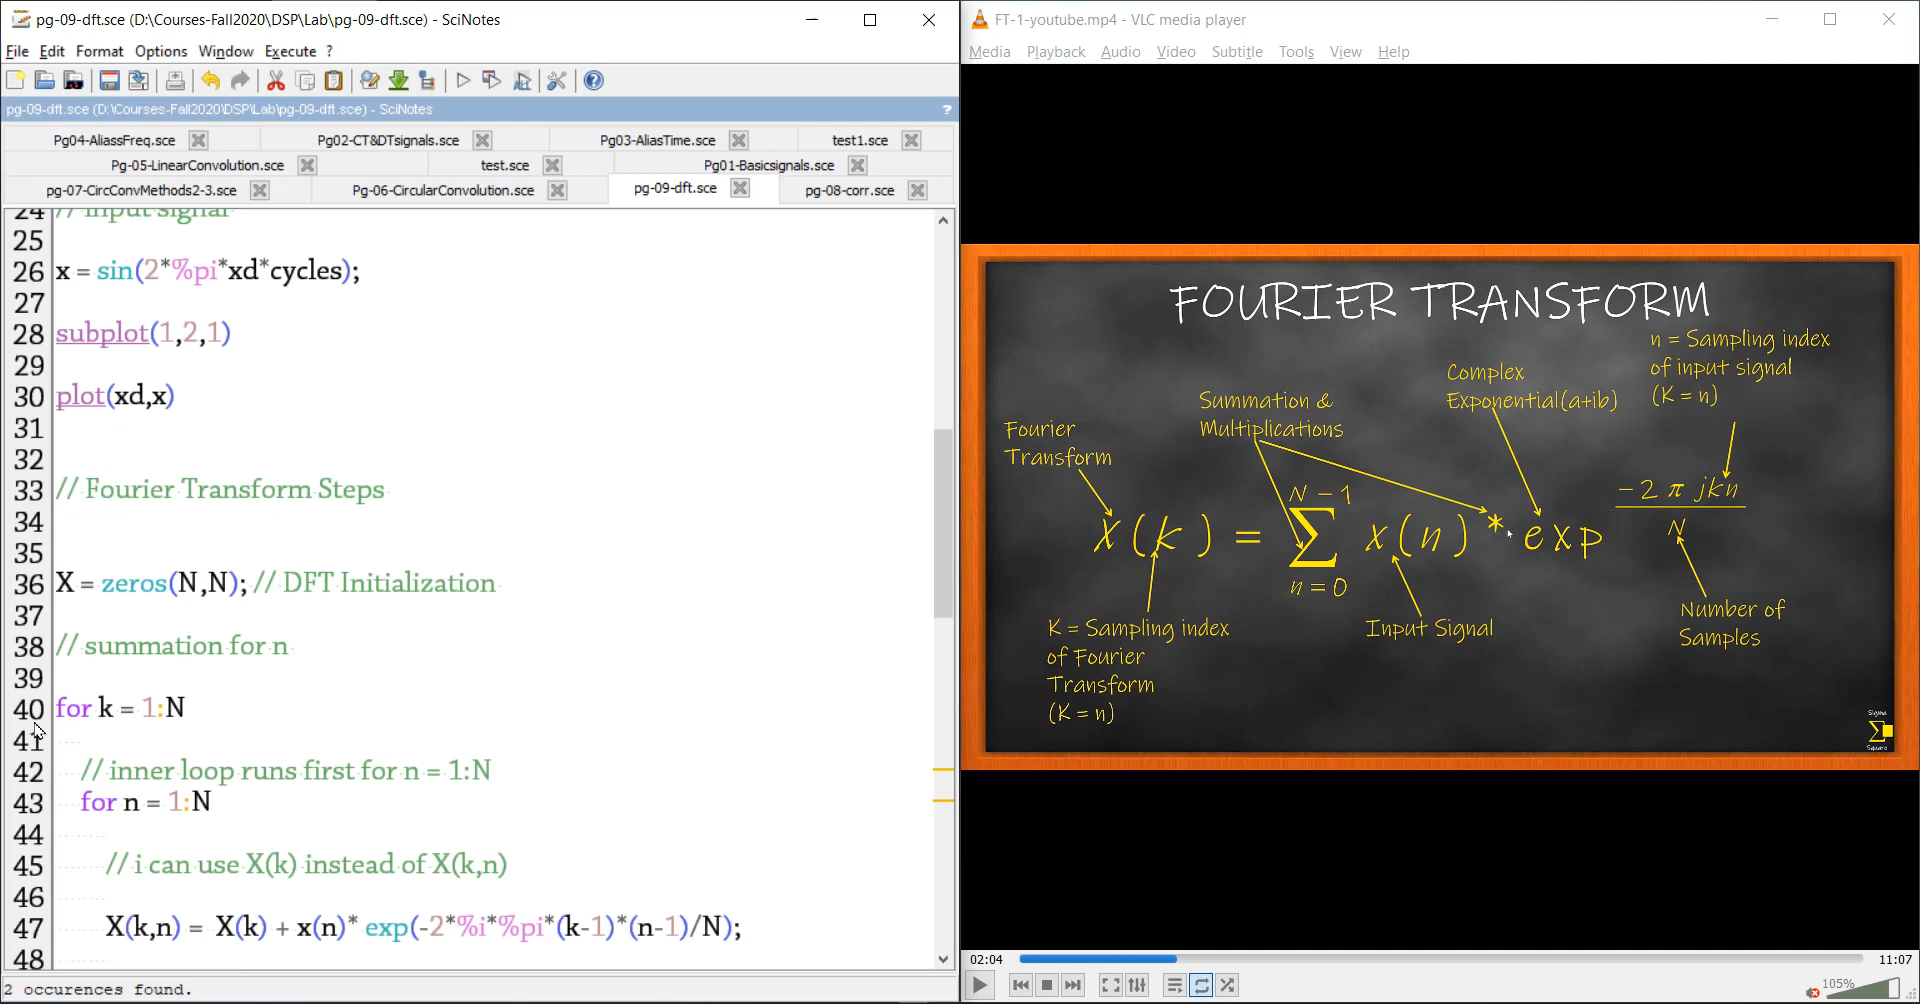 pg-09-dft.sce (D:\Courses-Fall2020\DSP\Lab\pg-09-dft.sce) - SciNotes
File Edit Format Options Window Execute ?
pg-09-dft.sce (D:\Courses-Fall2020\DSP\Lab\pg-09-dft.sce) - SciNotes ?
Pg04-AliassFreq.sce Pg02-CT&DTsignals.sce Pg03-AliasTime.sce test1.sce
Pg-05-LinearConvolution.sce test.sce Pg01-Basicsignals.sce
pg-07-CircConvMethods2-3.sce Pg-06-CircularConvolution.sce pg-09-dft.sce pg-08-corr.sce
24 // input signal
25
26 x = sin(2*%pi*xd*cycles);
27
28 subplot(1,2,1)
29
30 plot(xd,x)
31
32
33 // Fourier Transform Steps
34
35
36 X = zeros(N,N); // DFT Initialization
37
38 // summation for n
39
40 for k = 1:N
41
42 // inner loop runs first for n = 1:N
43 for n = 1:N
44
45 // i can use X(k) instead of X(k,n)
46
47 X(k,n) = X(k) + x(n)* exp(-2*%i*%pi*(k-1)*(n-1)/N);
48
2 occurences found.
FT-1-youtube.mp4 - VLC media player
Media Playback Audio Video Subtitle Tools View Help
FOURIER TRANSFORM
n = Sampling index
of input signal
(K = n)
Complex
Exponential(a+ib)
Summation &
Multiplications
Fourier
Transform
X(k) = N - 1 Σ n = 0 x(n) * exp -2 π jkn / N
K = Sampling index
of Fourier
Transform
(K = n)
Input Signal
Number of
Samples
Sigma
Σ
Square
02:04 11:07
105%